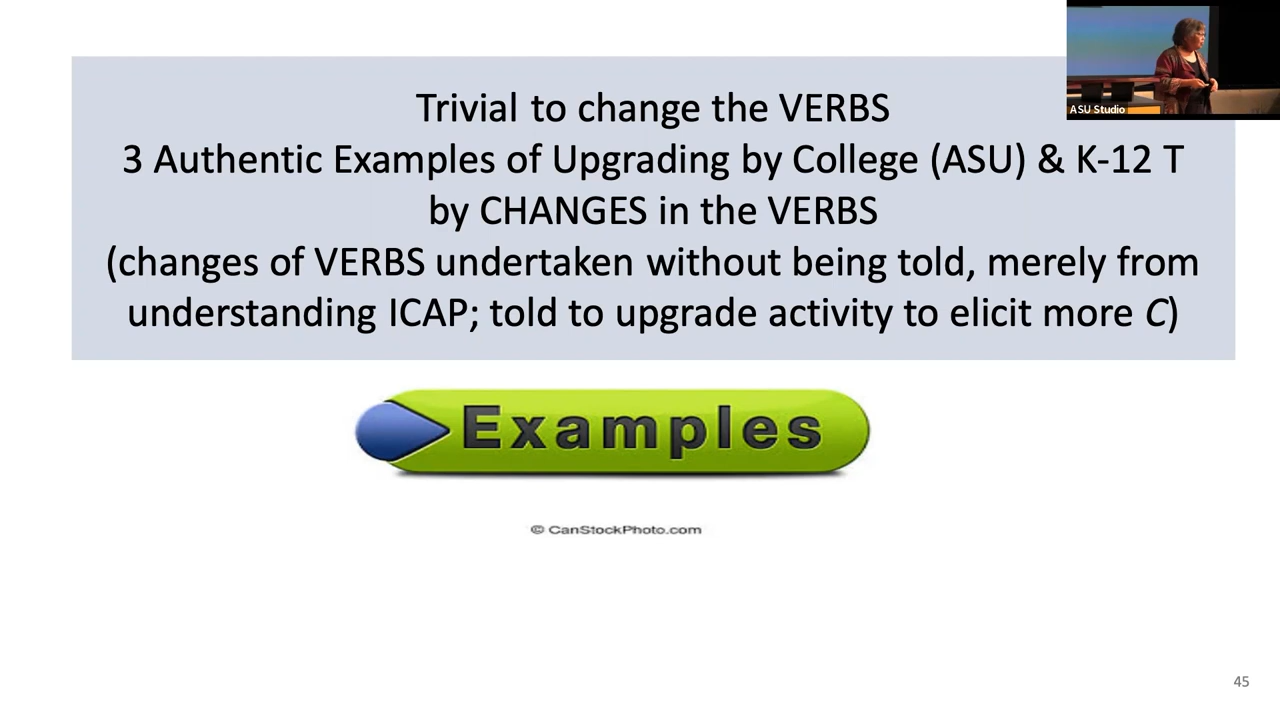 ASU Studio
Trivial to change the VERBS
3 Authentic Examples of Upgrading by College (ASU) & K-12 T
by CHANGES in the VERBS
(changes of VERBS undertaken without being told, merely from
understanding ICAP; told to upgrade activity to elicit more C)
Examples
© CanStockPhoto.com
45